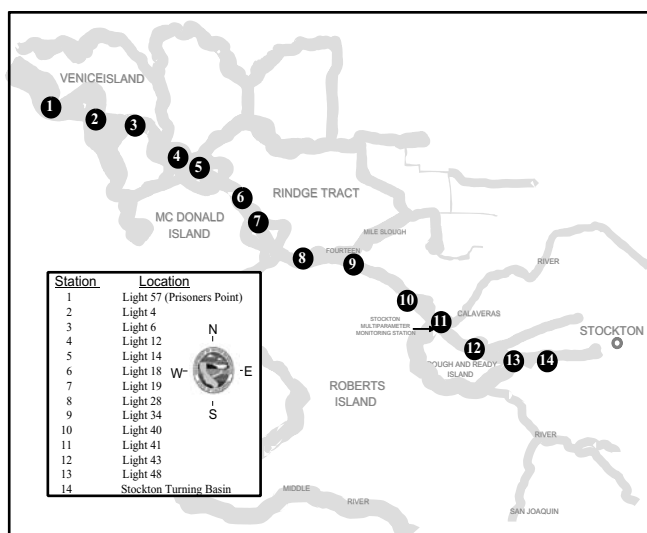 VENICEISLAND
1
2
3
4
5
6
7
RINDGE TRACT
MC DONALD
ISLAND
8
FOURTEEN
MILE SLOUGH
9
RIVER
10
11
CALAVERAS
STOCKTON
MULTIPARAMETER
MONITORING STATION
12
13
14
STOCKTON
ROUGH AND READY
ISLAND
ROBERTS
ISLAND
RIVER
MIDDLE
RIVER
SAN JOAQUIN
Station Location
1 Light 57 (Prisoners Point)
2 Light 4
3 Light 6
4 Light 12
5 Light 14
6 Light 18
7 Light 19
8 Light 28
9 Light 34
10 Light 40
11 Light 41
12 Light 43
13 Light 48
14 Stockton Turning Basin
N
W E
S